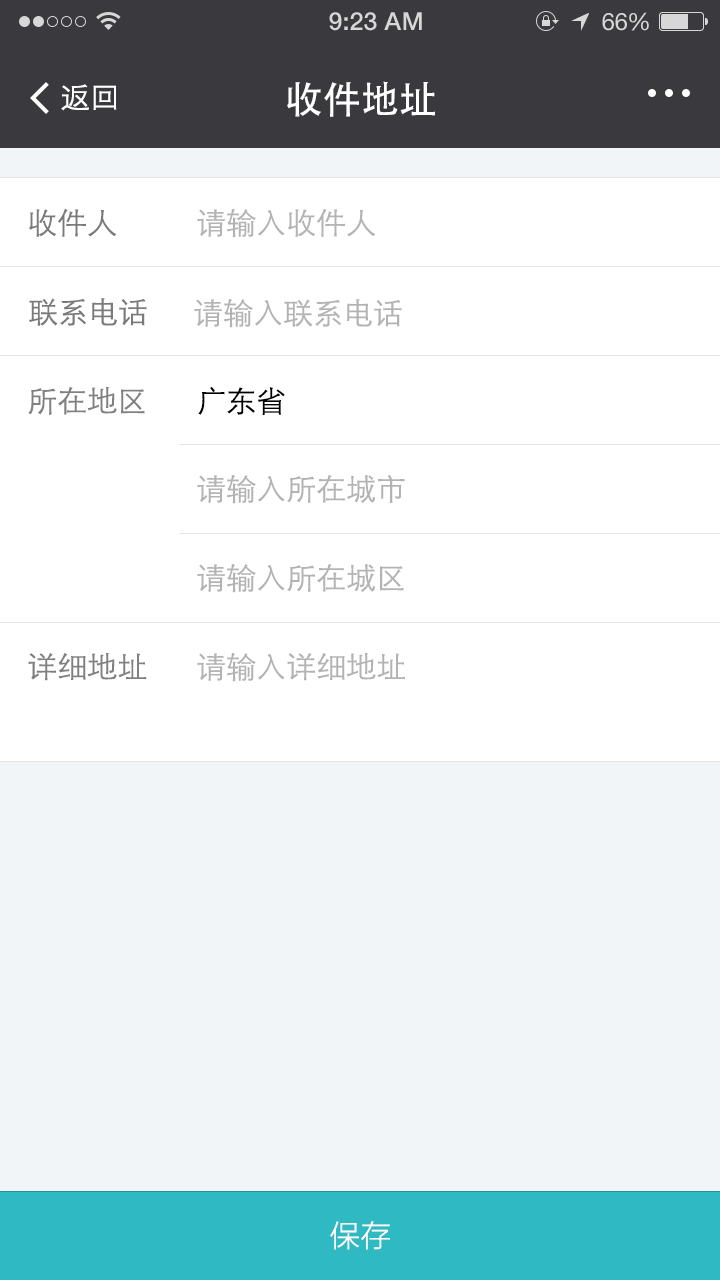 9:23 AM 66%
返回 收件地址
收件人 请输入收件人
联系电话 请输入联系电话
所在地区 广东省
请输入所在城市
请输入所在城区
详细地址 请输入详细地址
保存